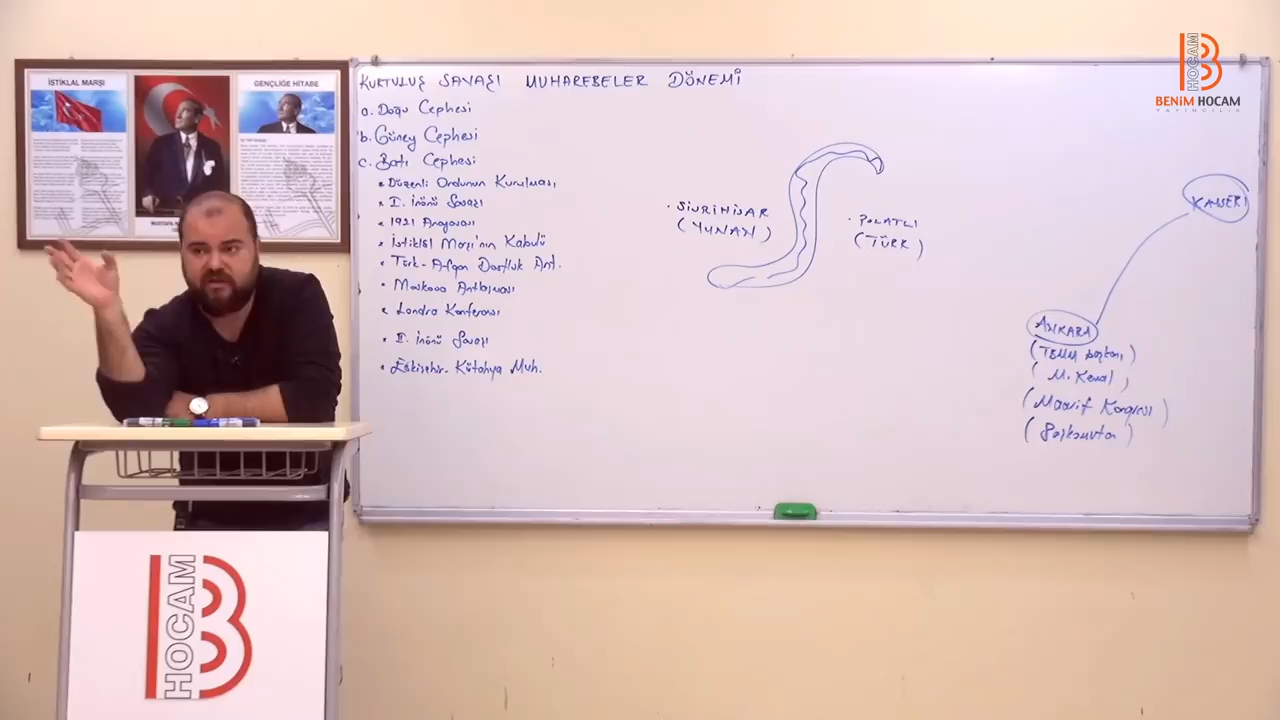 HOCAM
BENİM HOCAM
YAYINCILIK
İSTİKLAL MARŞI
GENÇLİĞE HİTABE
KURTULUŞ SAVAŞI MUHAREBELER DÖNEMİ
a. Doğu Cephesi
b. Güney Cephesi
c. Batı Cephesi
• Düzenli Ordunun Kurulması
• I. İnönü Savaşı
• 1921 Anayasası
• İstiklal Marşı'nın Kabulü
• Türk-Afgan Dostluk Ant.
• Moskova Antlaşması
• Londra Konferansı
• II. İnönü Savaşı
• Eskişehir-Kütahya Muh.
• SİVRİHİSAR
(YUNAN)
• POLATLI
(TÜRK)
KAYSERİ
ANKARA
(TBMM Başkanı)
(M. Kemal)
(Maarif Kongresi)
(Başkomutan)
HOCAM